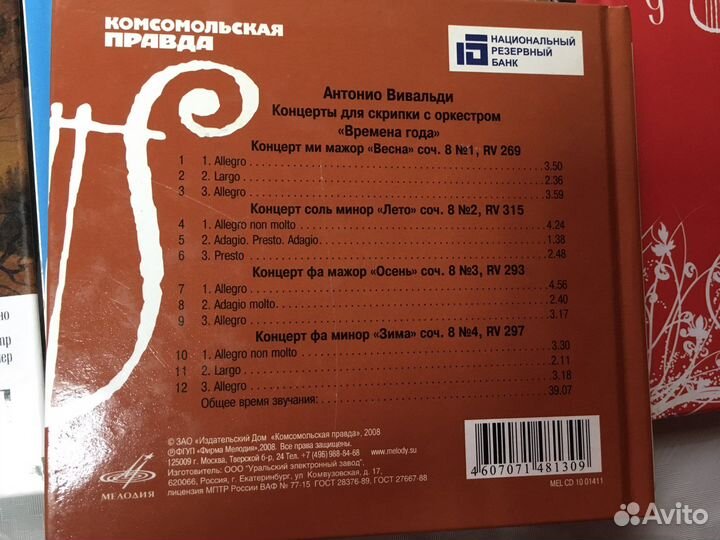 КОМСОМОЛЬСКАЯ
ПРАВДА
НАЦИОНАЛЬНЫЙ
РЕЗЕРВНЫЙ
БАНК
Антонио Вивальди
Концерты для скрипки с оркестром
«Времена года»
Концерт ми мажор «Весна» соч. 8 №1, RV 269
1 1. Allegro 3.50
2 2. Largo 2.36
3 3. Allegro 3.59
Концерт соль минор «Лето» соч. 8 №2, RV 315
4 1. Allegro non molto 4.24
5 2. Adagio. Presto. Adagio 1.38
6 3. Presto 2.48
Концерт фа мажор «Осень» соч. 8 №3, RV 293
7 1. Allegro 4.56
8 2. Adagio molto 2.40
9 3. Allegro 3.17
Концерт фа минор «Зима» соч. 8 №4, RV 297
10 1. Allegro non molto 3.30
11 2. Largo 2.11
12 3. Allegro 3.18
Общее время звучания: 39.07
© ЗАО «Издательский Дом «Комсомольская правда», 2008
℗ ФГУП «Фирма Мелодия», 2008. Все права защищены.
125009 г. Москва, Тверской б-р, 24 Тел. +7 (495) 988-84-68 www.melody.su
Изготовитель: ООО "Уральский электронный завод".
620066, Россия, г. Екатеринбург, ул. Комвузовская, д. 17,
лицензия МПТР России ВАФ № 77-15 ГОСТ 28376-89, ГОСТ 27667-88
МЕЛОДИЯ
4607071481309
MEL CD 10 01411
Avito